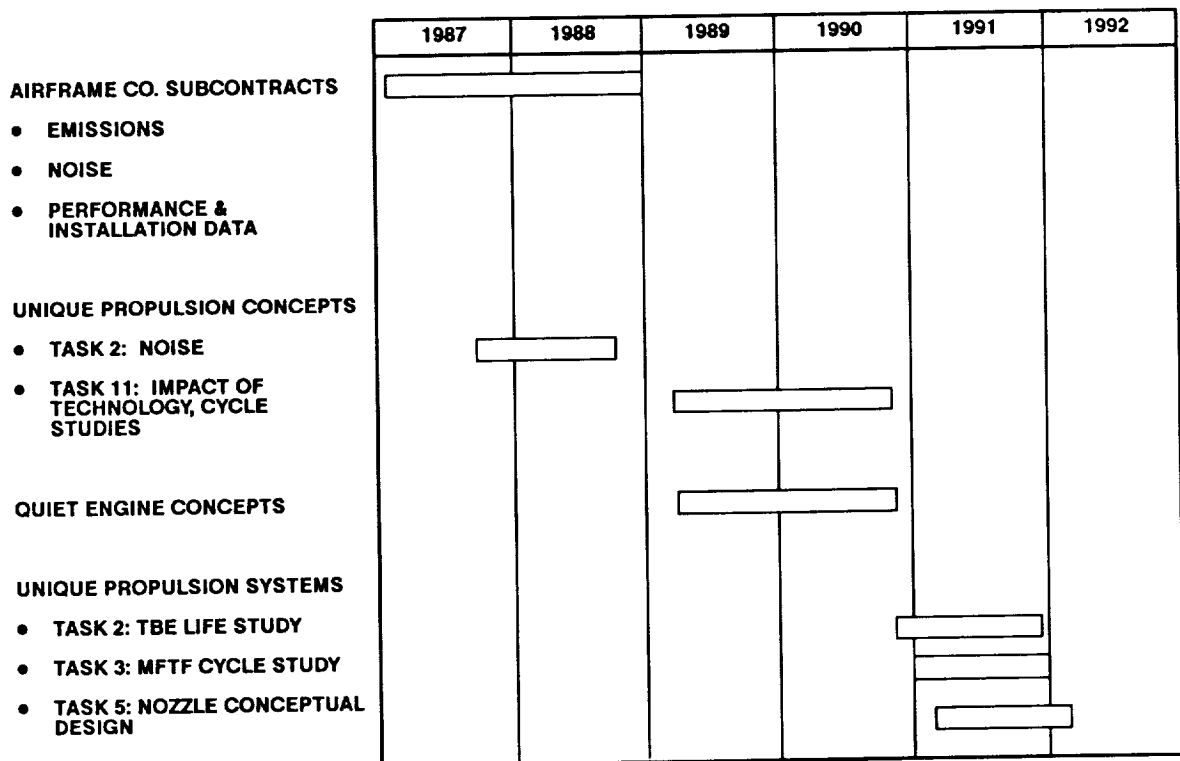 1987 1988 1989 1990 1991 1992
AIRFRAME CO. SUBCONTRACTS
• EMISSIONS
• NOISE
• PERFORMANCE &
INSTALLATION DATA
UNIQUE PROPULSION CONCEPTS
• TASK 2: NOISE
• TASK 11: IMPACT OF
TECHNOLOGY, CYCLE
STUDIES
QUIET ENGINE CONCEPTS
UNIQUE PROPULSION SYSTEMS
• TASK 2: TBE LIFE STUDY
• TASK 3: MFTF CYCLE STUDY
• TASK 5: NOZZLE CONCEPTUAL
DESIGN